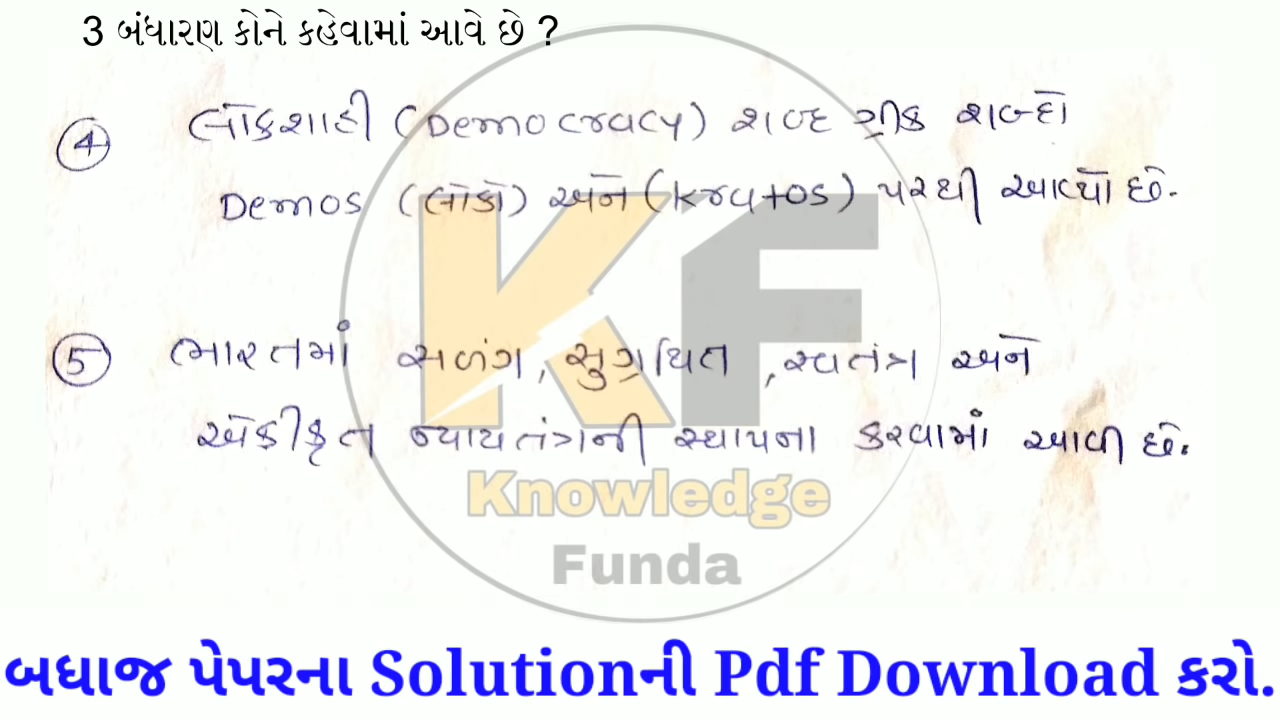 3 બંધારણ કોને કહેવામાં આવે છે ?
④ લોકશાહી (Democracy) શબ્દ ગ્રીક શબ્દો
Demos (લોકો) અને (kratos) પરથી આવ્યો છે.
⑤ ભારતમાં સળંગ, સુગ્રથિત, સ્વતંત્ર અને
એકીકૃત ન્યાયતંત્રની સ્થાપના કરવામાં આવી છે.
KF
Knowledge
Funda
બધાજ પેપરના Solutionની Pdf Download કરો.